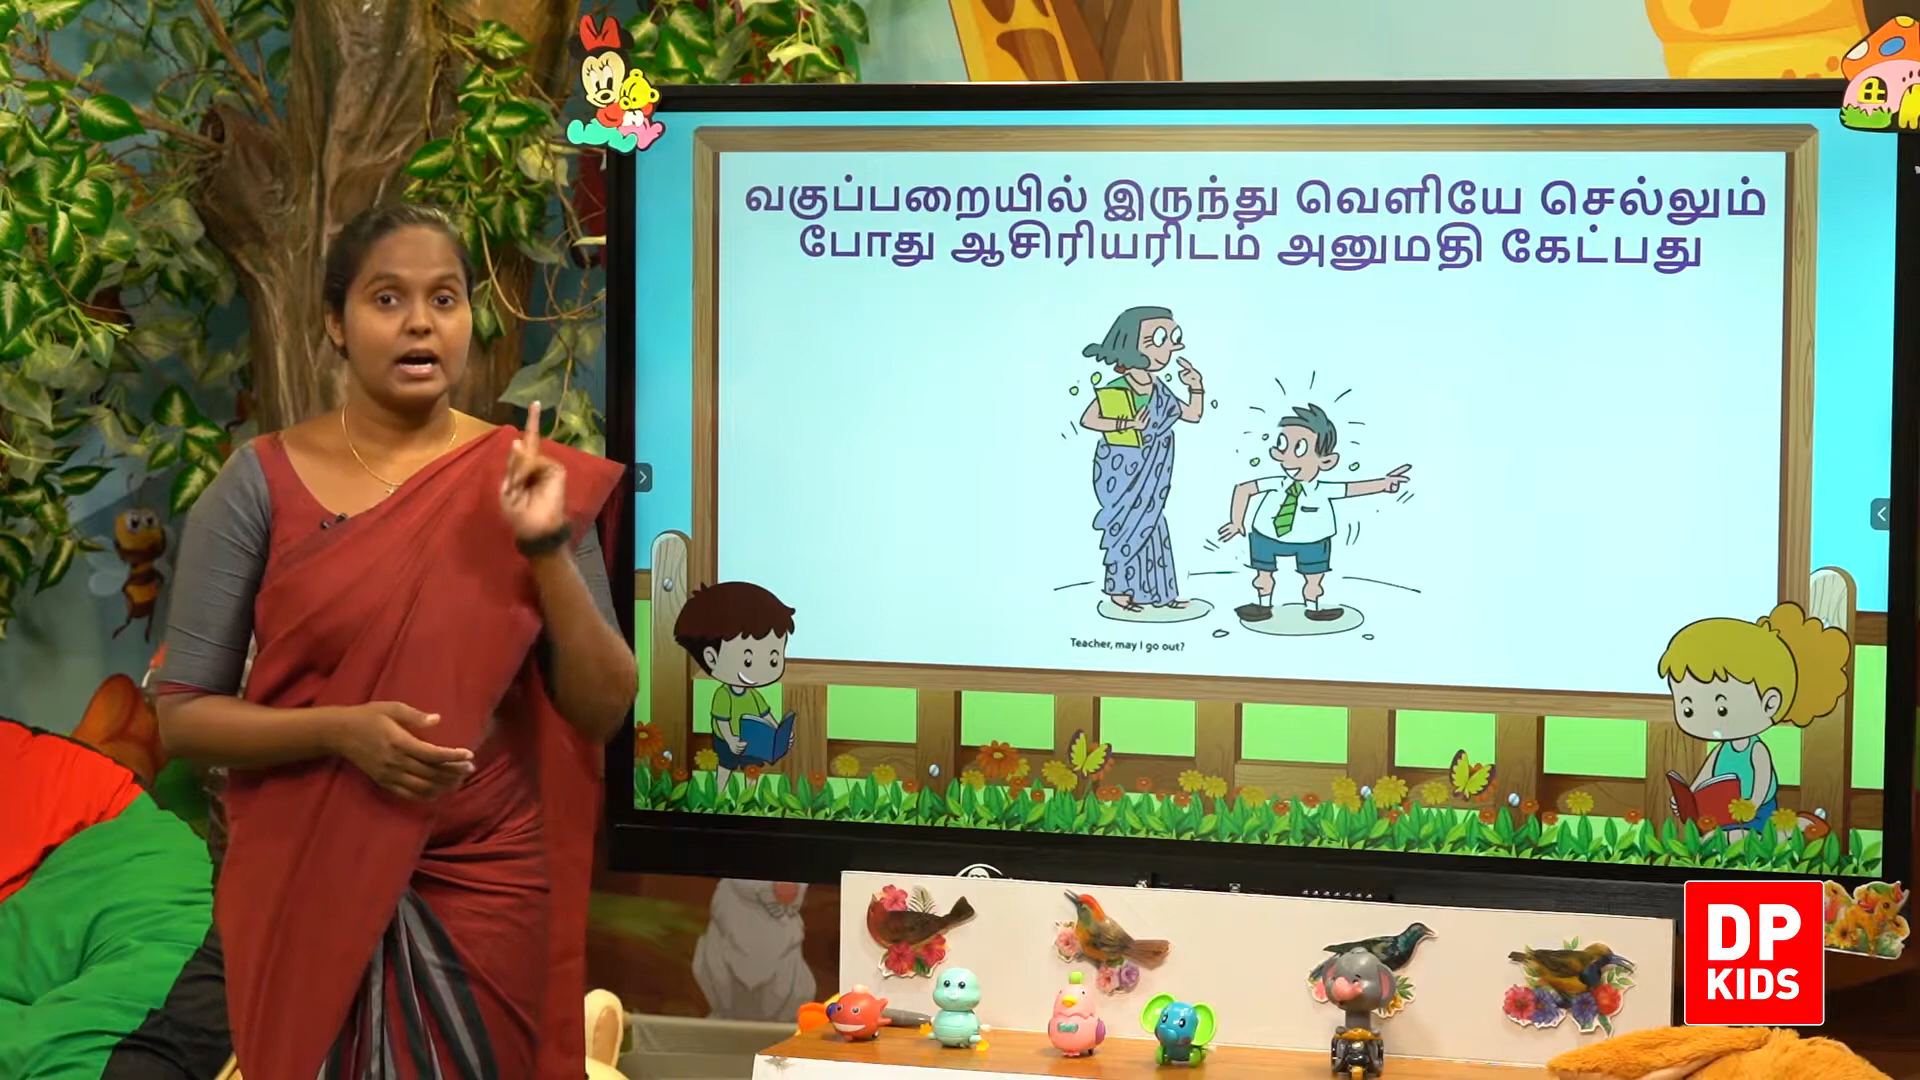 வகுப்பறையில் இருந்து வெளியே செல்லும்
போது ஆசிரியரிடம் அனுமதி கேட்பது
Teacher, may I go out?
DP
KIDS